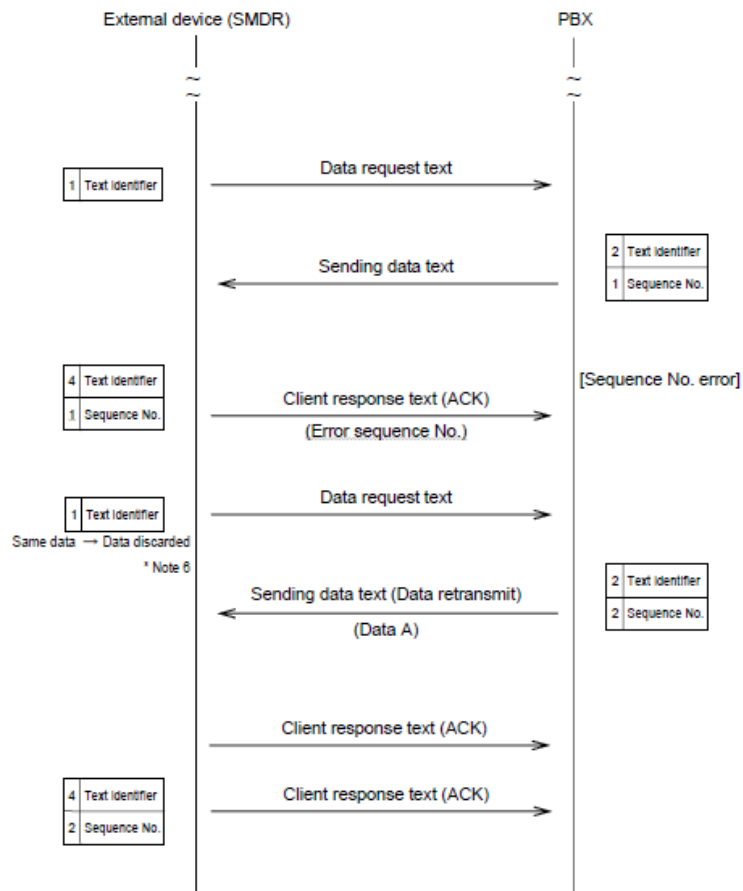 External device (SMDR) PBX
~ ~
~ ~
Data request text
1 Text Identifier
2 Text Identifier
Sending data text
1 Sequence No.
4 Text Identifier
[Sequence No. error]
Client response text (ACK)
1 Sequence No.
(Error sequence No.)
Data request text
1 Text Identifier
Same data → Data discarded
* Note 6
2 Text Identifier
Sending data text (Data retransmit)
2 Sequence No.
(Data A)
Client response text (ACK)
4 Text Identifier
Client response text (ACK)
2 Sequence No.